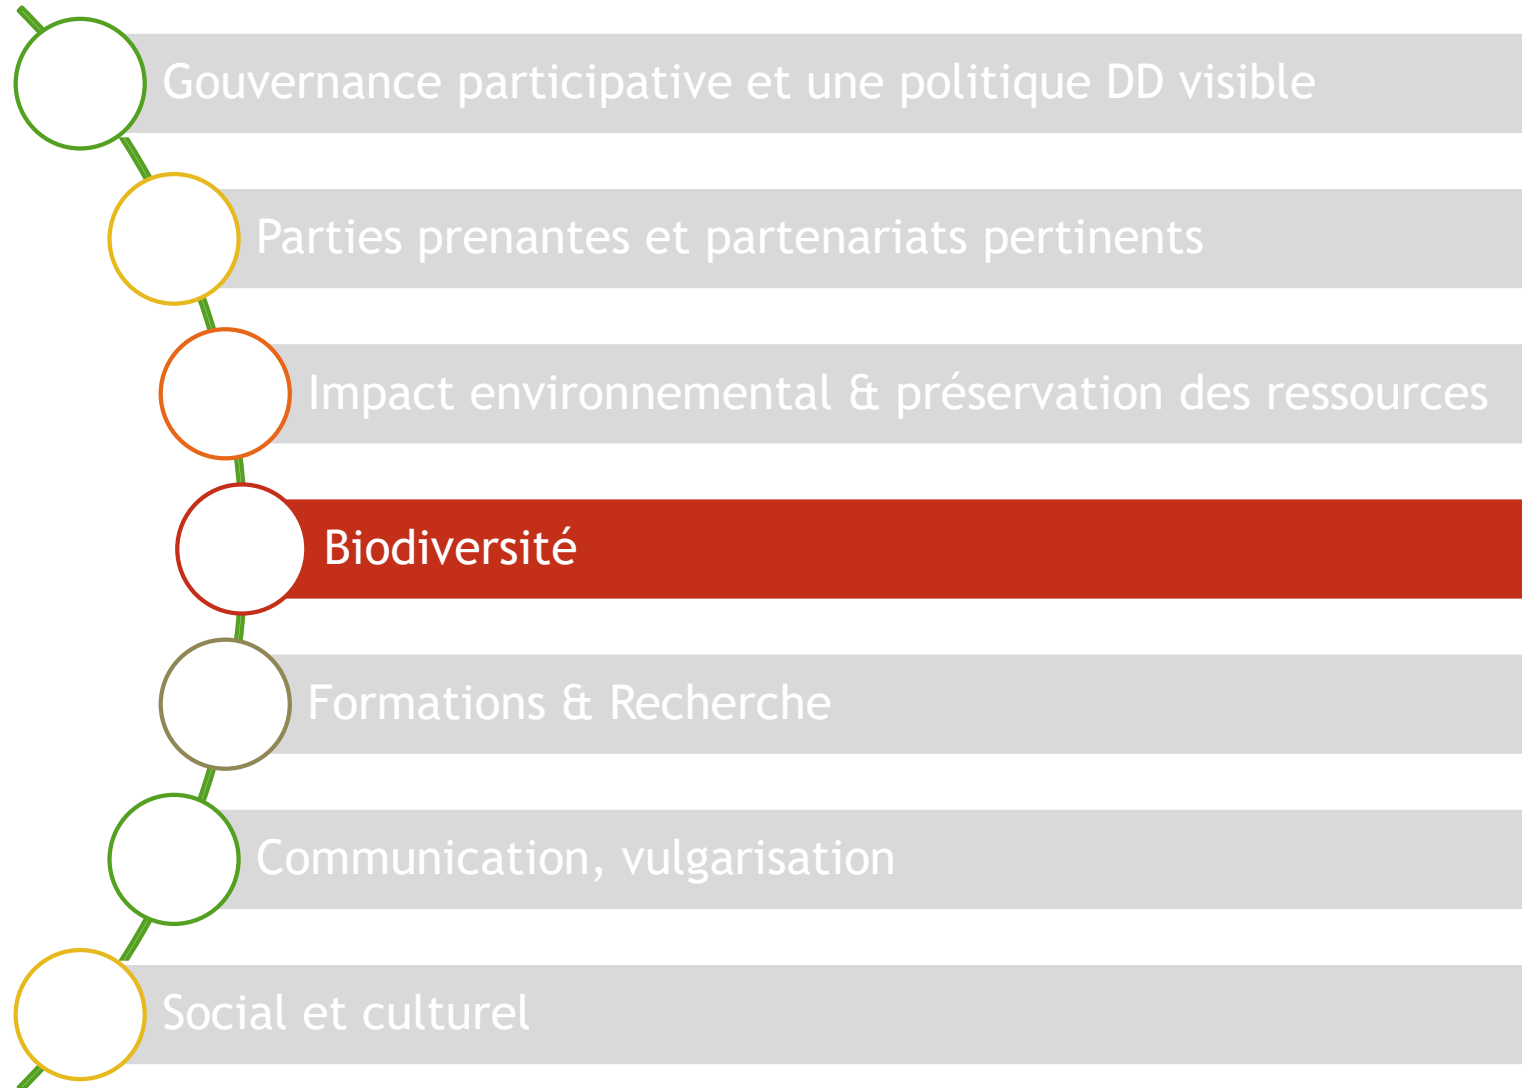 Gouvernance participative et une politique DD visible
Parties prenantes et partenariats pertinents
Impact environnemental & préservation des ressources
Biodiversité
Formations & Recherche
Communication, vulgarisation
Social et culturel